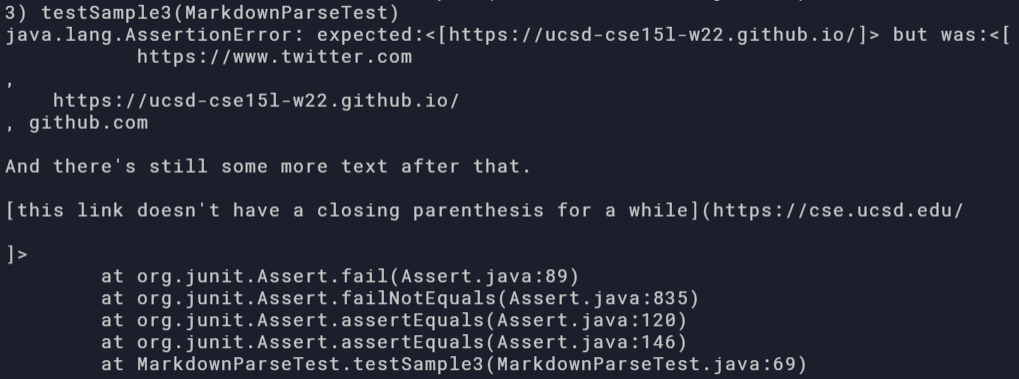 3) testSample3(MarkdownParseTest)
java.lang.AssertionError: expected:<[https://ucsd-cse15l-w22.github.io/]> but was:<[
https://www.twitter.com
,
https://ucsd-cse15l-w22.github.io/
, github.com
And there's still some more text after that.
[this link doesn't have a closing parenthesis for a while](https://cse.ucsd.edu/
]>
at org.junit.Assert.fail(Assert.java:89)
at org.junit.Assert.failNotEquals(Assert.java:835)
at org.junit.Assert.assertEquals(Assert.java:120)
at org.junit.Assert.assertEquals(Assert.java:146)
at MarkdownParseTest.testSample3(MarkdownParseTest.java:69)